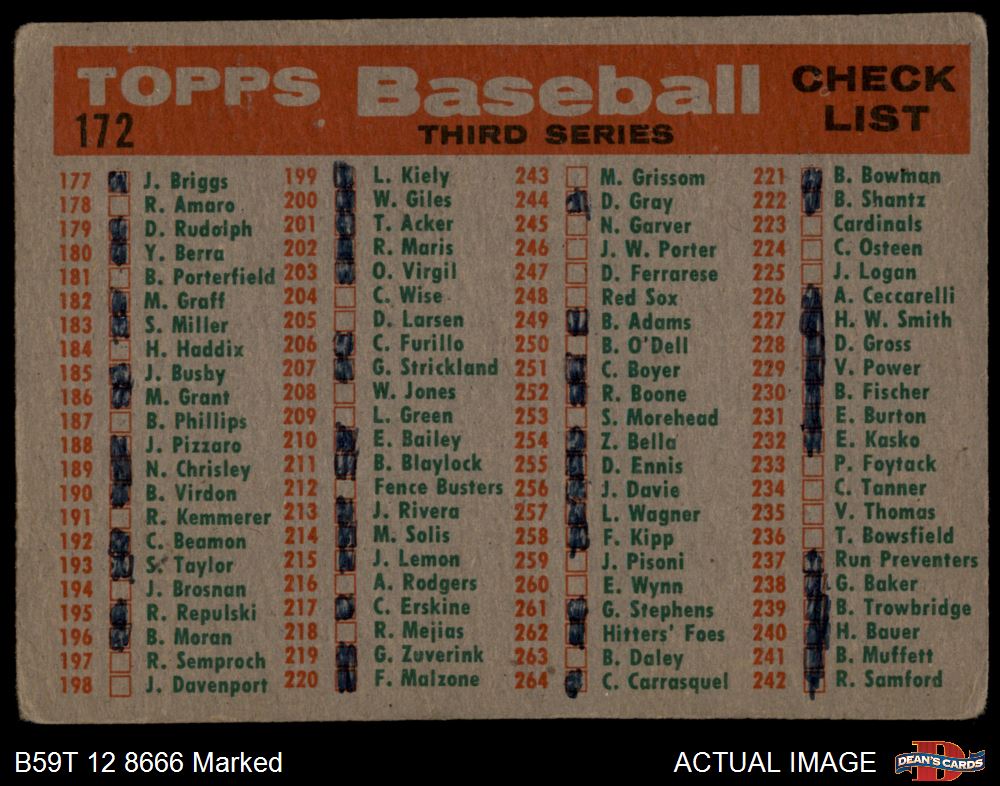 TOPPS Baseball CHECK LIST
172 THIRD SERIES
177 J. Briggs
178 R. Amaro
179 D. Rudolph
180 Y. Berra
181 B. Porterfield
182 M. Graff
183 S. Miller
184 H. Haddix
185 J. Busby
186 M. Grant
187 B. Phillips
188 J. Pizzaro
189 N. Chrisley
190 B. Virdon
191 R. Kemmerer
192 C. Beamon
193 S. Taylor
194 J. Brosnan
195 R. Repulski
196 B. Moran
197 R. Semproch
198 J. Davenport
199 L. Kiely
200 W. Giles
201 T. Acker
202 R. Maris
203 O. Virgil
204 C. Wise
205 D. Larsen
206 C. Furillo
207 G. Strickland
208 W. Jones
209 L. Green
210 E. Bailey
211 B. Blaylock
212 Fence Busters
213 J. Rivera
214 M. Solis
215 J. Lemon
216 A. Rodgers
217 C. Erskine
218 R. Mejias
219 G. Zuverink
220 F. Malzone
243 M. Grissom
244 D. Gray
245 N. Garver
246 J. W. Porter
247 D. Ferrarese
248 Red Sox
249 B. Adams
250 B. O'Dell
251 C. Boyer
252 R. Boone
253 S. Morehead
254 Z. Bella
255 D. Ennis
256 J. Davie
257 L. Wagner
258 F. Kipp
259 J. Pisoni
260 E. Wynn
261 G. Stephens
262 Hitters' Foes
263 B. Daley
264 C. Carrasquel
221 B. Bowman
222 B. Shantz
223 Cardinals
224 C. Osteen
225 J. Logan
226 A. Ceccarelli
227 H. W. Smith
228 D. Gross
229 V. Power
230 B. Fischer
231 E. Burton
232 E. Kasko
233 P. Foytack
234 C. Tanner
235 V. Thomas
236 T. Bowsfield
237 Run Preventers
238 G. Baker
239 B. Trowbridge
240 H. Bauer
241 B. Muffett
242 R. Samford
B59T 12 8666 Marked
ACTUAL IMAGE
DEAN'S CARDS